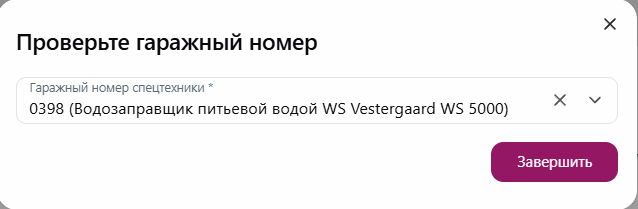 Проверьте гаражный номер
Гаражный номер спецтехники *
0398 (Водозаправщик питьевой водой WS Vestergaard WS 5000)
Завершить